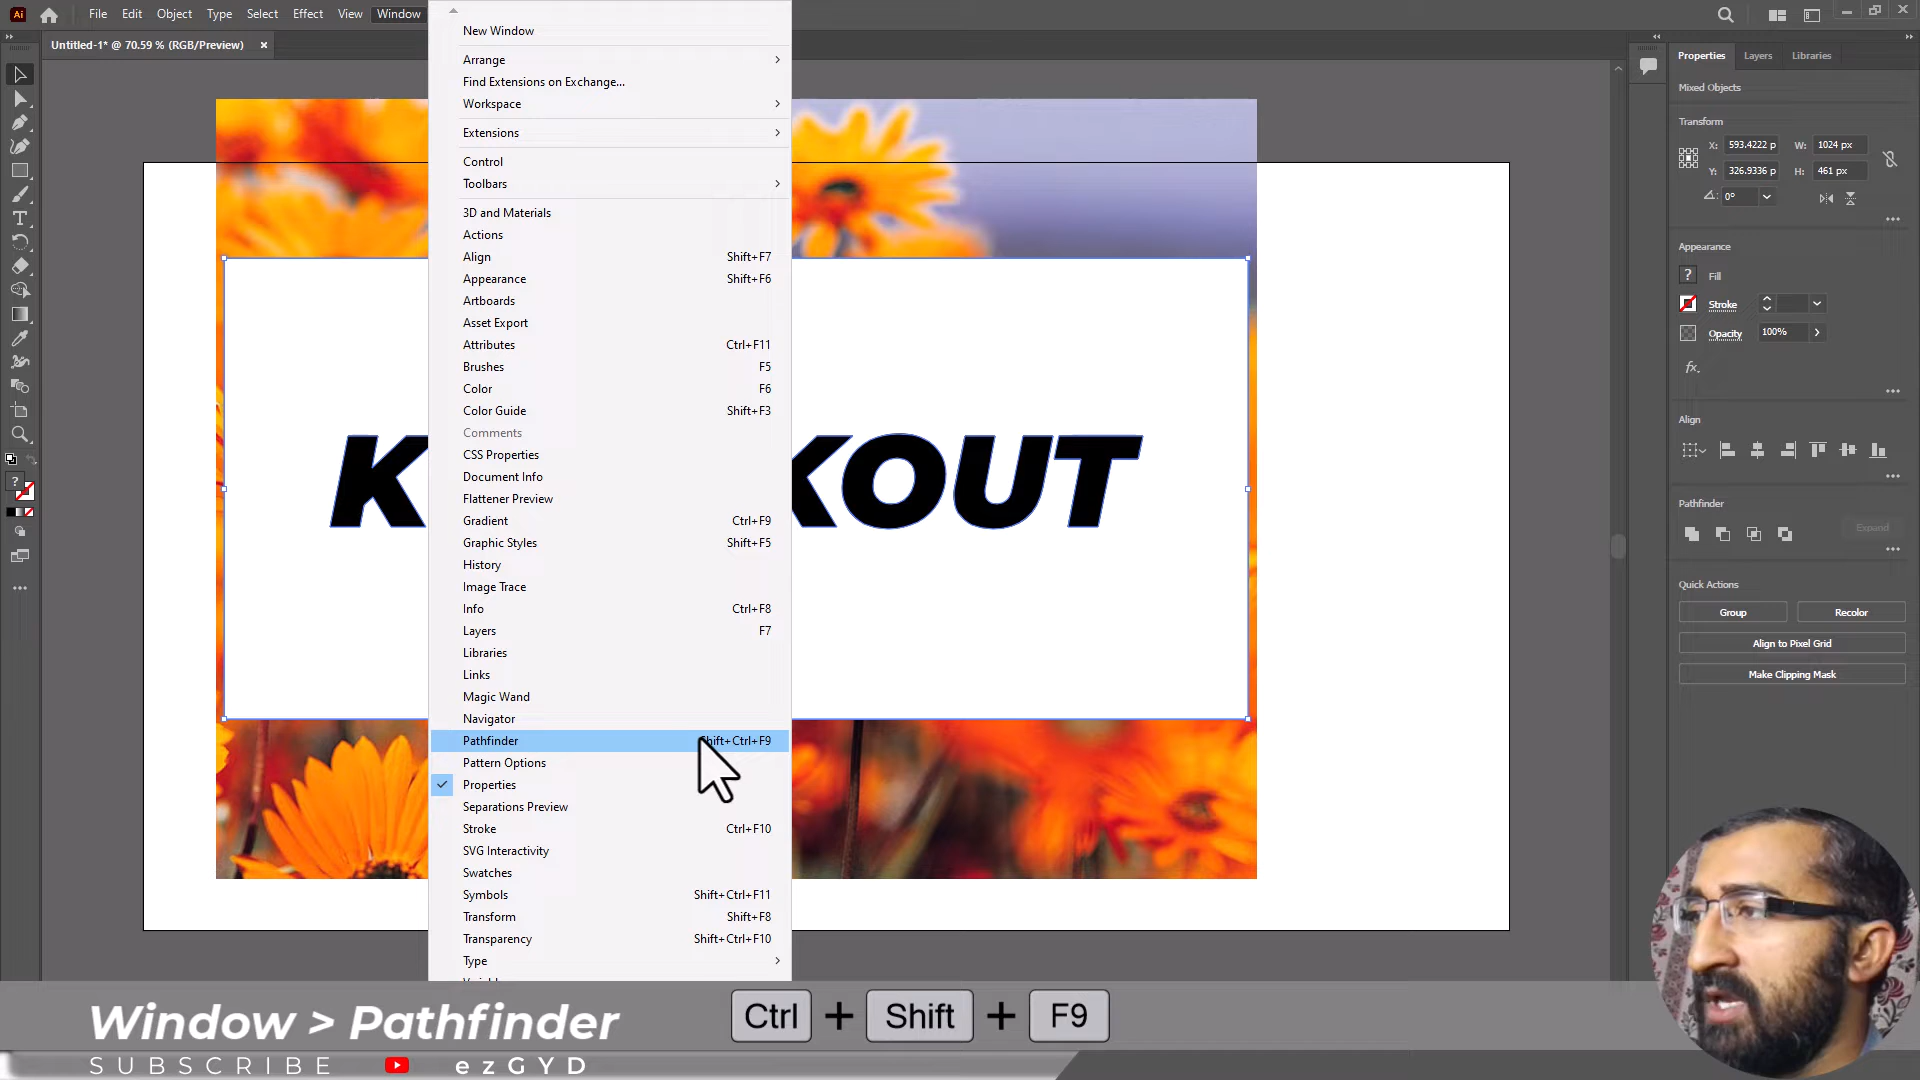 Ai File Edit Object Type Select Effect View Window
Untitled-1* @ 70.59 % (RGB/Preview) ×
New Window
Arrange
Find Extensions on Exchange...
Workspace
Extensions
Control
Toolbars
3D and Materials
Actions
Align Shift+F7
Appearance Shift+F6
Artboards
Asset Export
Attributes Ctrl+F11
Brushes F5
Color F6
Color Guide Shift+F3
Comments
CSS Properties
Document Info
Flattener Preview
Gradient Ctrl+F9
Graphic Styles Shift+F5
History
Image Trace
Info Ctrl+F8
Layers F7
Libraries
Links
Magic Wand
Navigator
Pathfinder Shift+Ctrl+F9
Pattern Options
Properties
Separations Preview
Stroke Ctrl+F10
SVG Interactivity
Swatches
Symbols Shift+Ctrl+F11
Transform Shift+F8
Transparency Shift+Ctrl+F10
Type
K KOUT
Properties Layers Libraries
Mixed Objects
Transform
X: 593.4222 p W: 1024 px
Y: 326.9336 p H: 461 px
0°
Appearance
? Fill
Stroke
Opacity 100%
fx.
Align
Pathfinder
Expand
Quick Actions
Group Recolor
Align to Pixel Grid
Make Clipping Mask
Window > Pathfinder
Ctrl + Shift + F9
SUBSCRIBE ezGYD